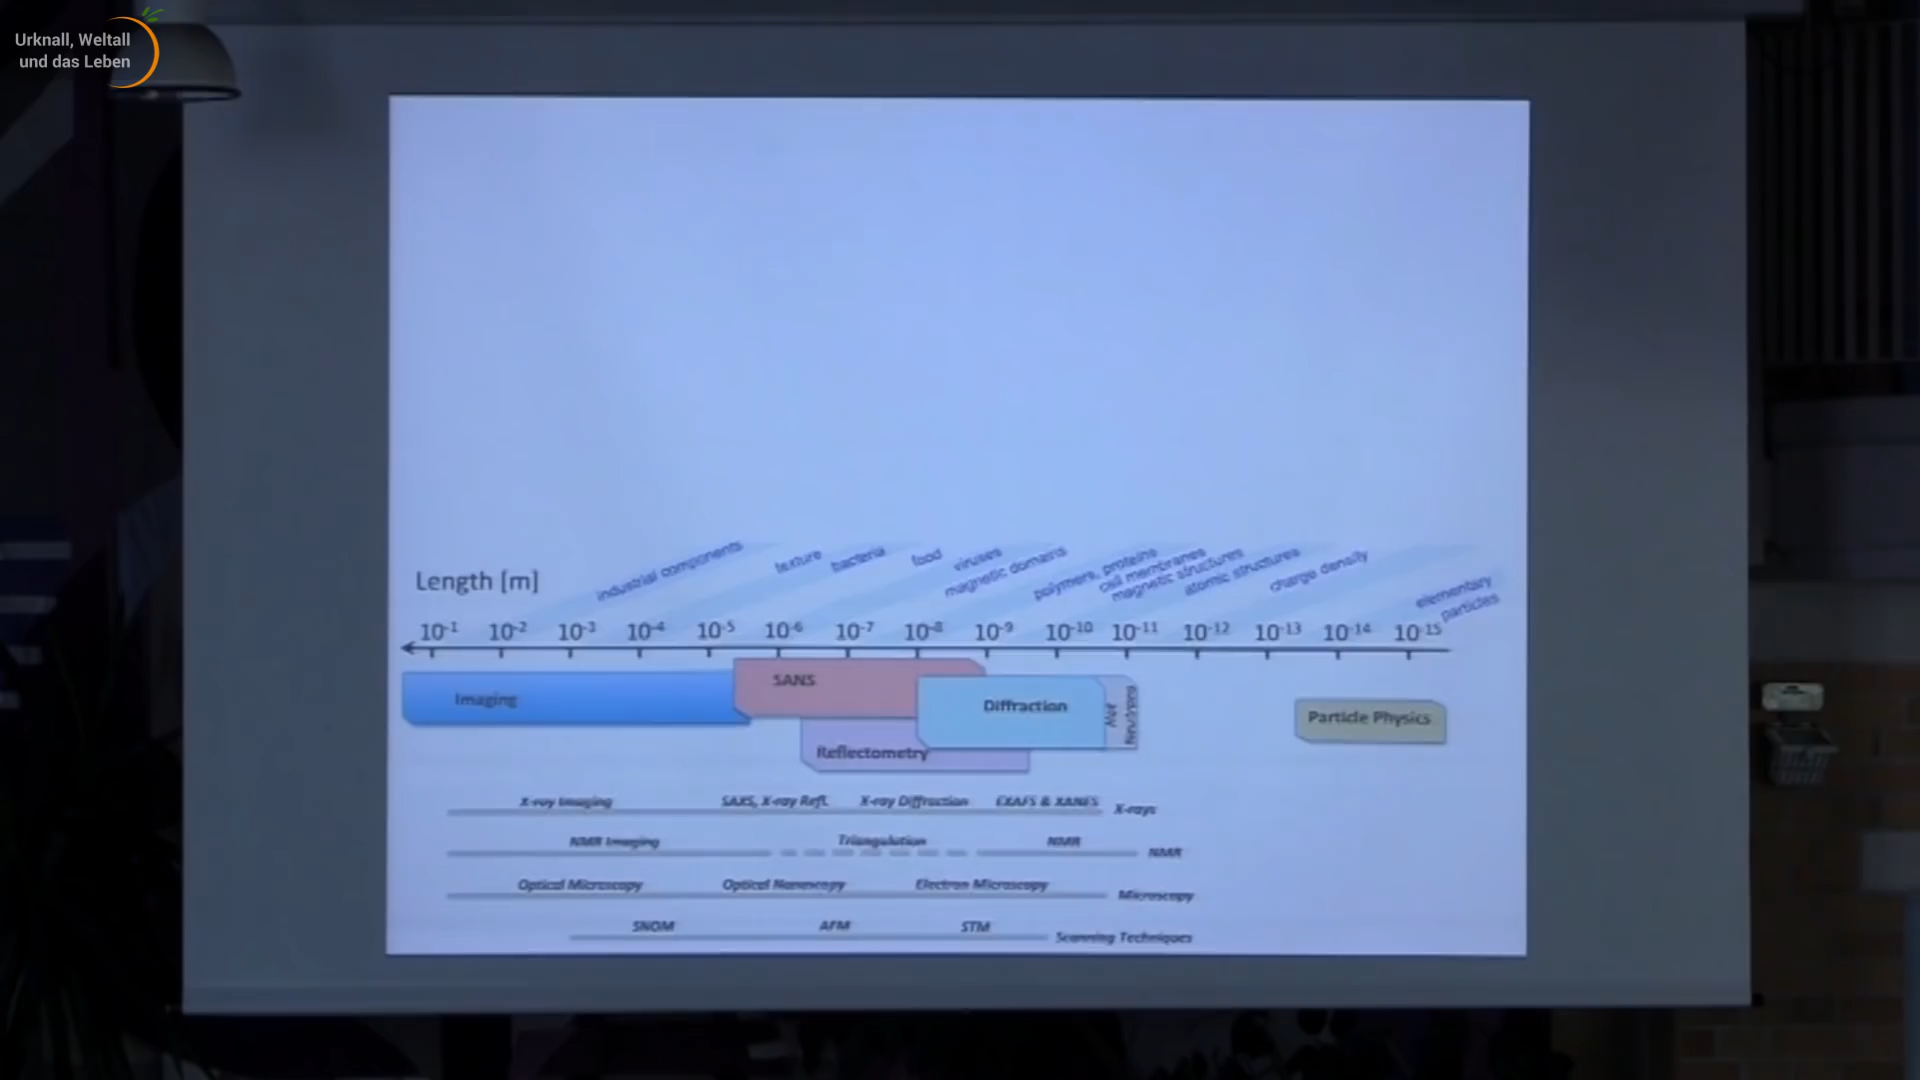 Urknall, Weltall
und das Leben
industrial components
texture
bacteria
food
viruses
magnetic domains
polymers, proteins
cell membranes
magnetic structures
atomic structures
charge density
elementary
particles
Length [m]
10-1 10-2 10-3 10-4 10-5 10-6 10-7 10-8 10-9 10-10 10-11 10-12 10-13 10-14 10-15
Imaging
SANS
Diffraction
Neutrons
Reflectometry
Particle Physics
X-ray Imaging SAXS, X-ray Refl. X-ray Diffraction EXAFS & XANES X-rays
NMR Imaging Triangulation NMR NMR
Optical Microscopy Optical Nanoscopy Electron Microscopy Microscopy
SNOM AFM STM Scanning Techniques